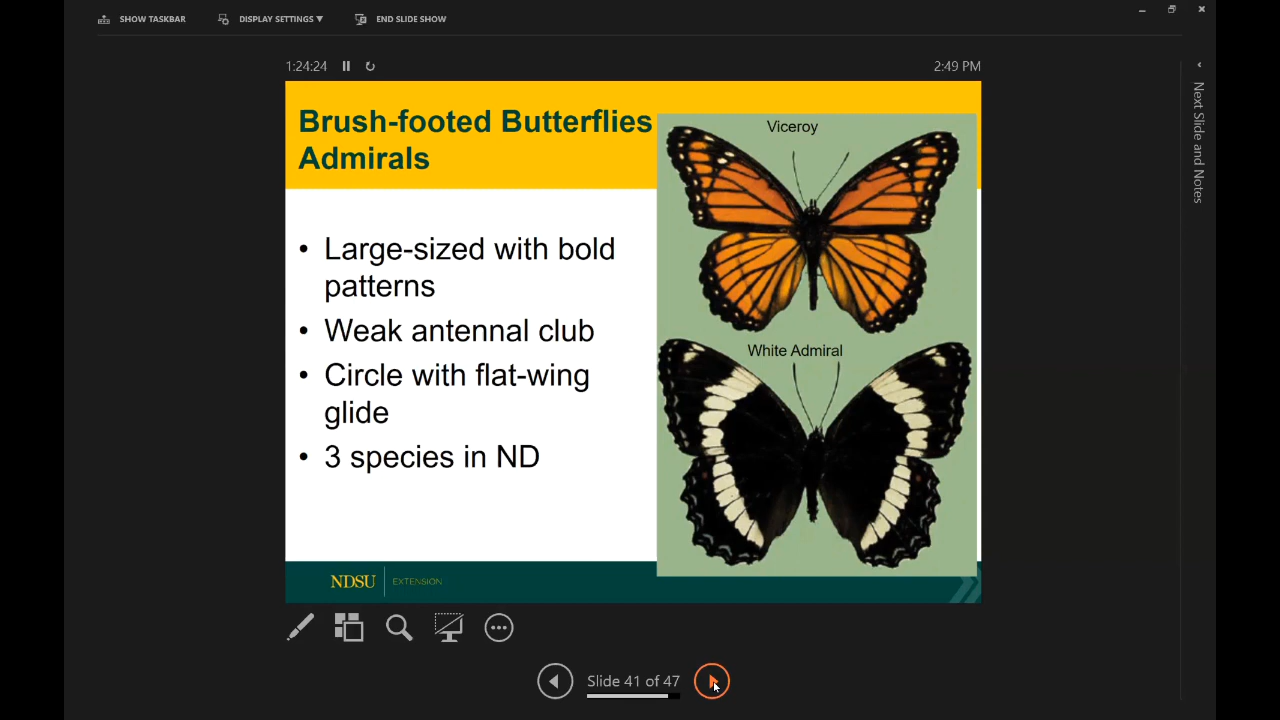 SHOW TASKBAR
DISPLAY SETTINGS ▼
END SLIDE SHOW
1:24:24
2:49 PM
Brush-footed Butterflies
Admirals
Viceroy
• Large-sized with bold
patterns
• Weak antennal club
White Admiral
• Circle with flat-wing
glide
• 3 species in ND
NDSU EXTENSION
Slide 41 of 47
Next Slide and Notes